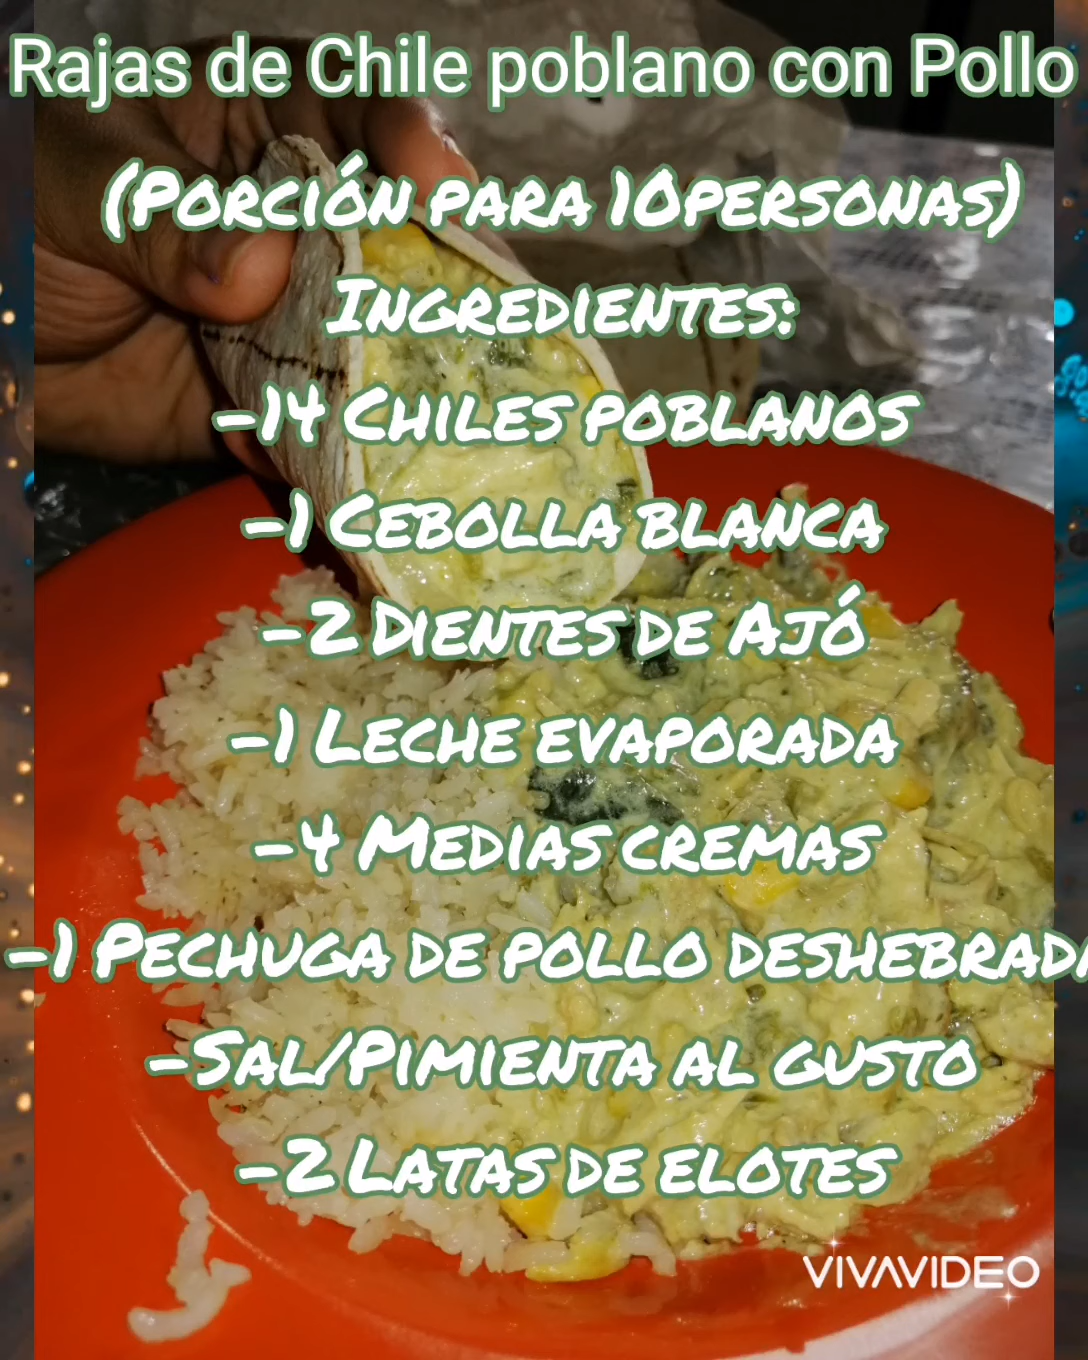 Rajas de Chile poblano con Pollo
(Porción para 10personas)
Ingredientes:
-14 Chiles poblanos
-1 Cebolla blanca
-2 Dientes de Ajó
-1 Leche evaporada
-4 Medias cremas
-1 Pechuga de pollo deshebrada
-Sal/Pimienta al gusto
-2 Latas de elotes
VIVAVIDEO